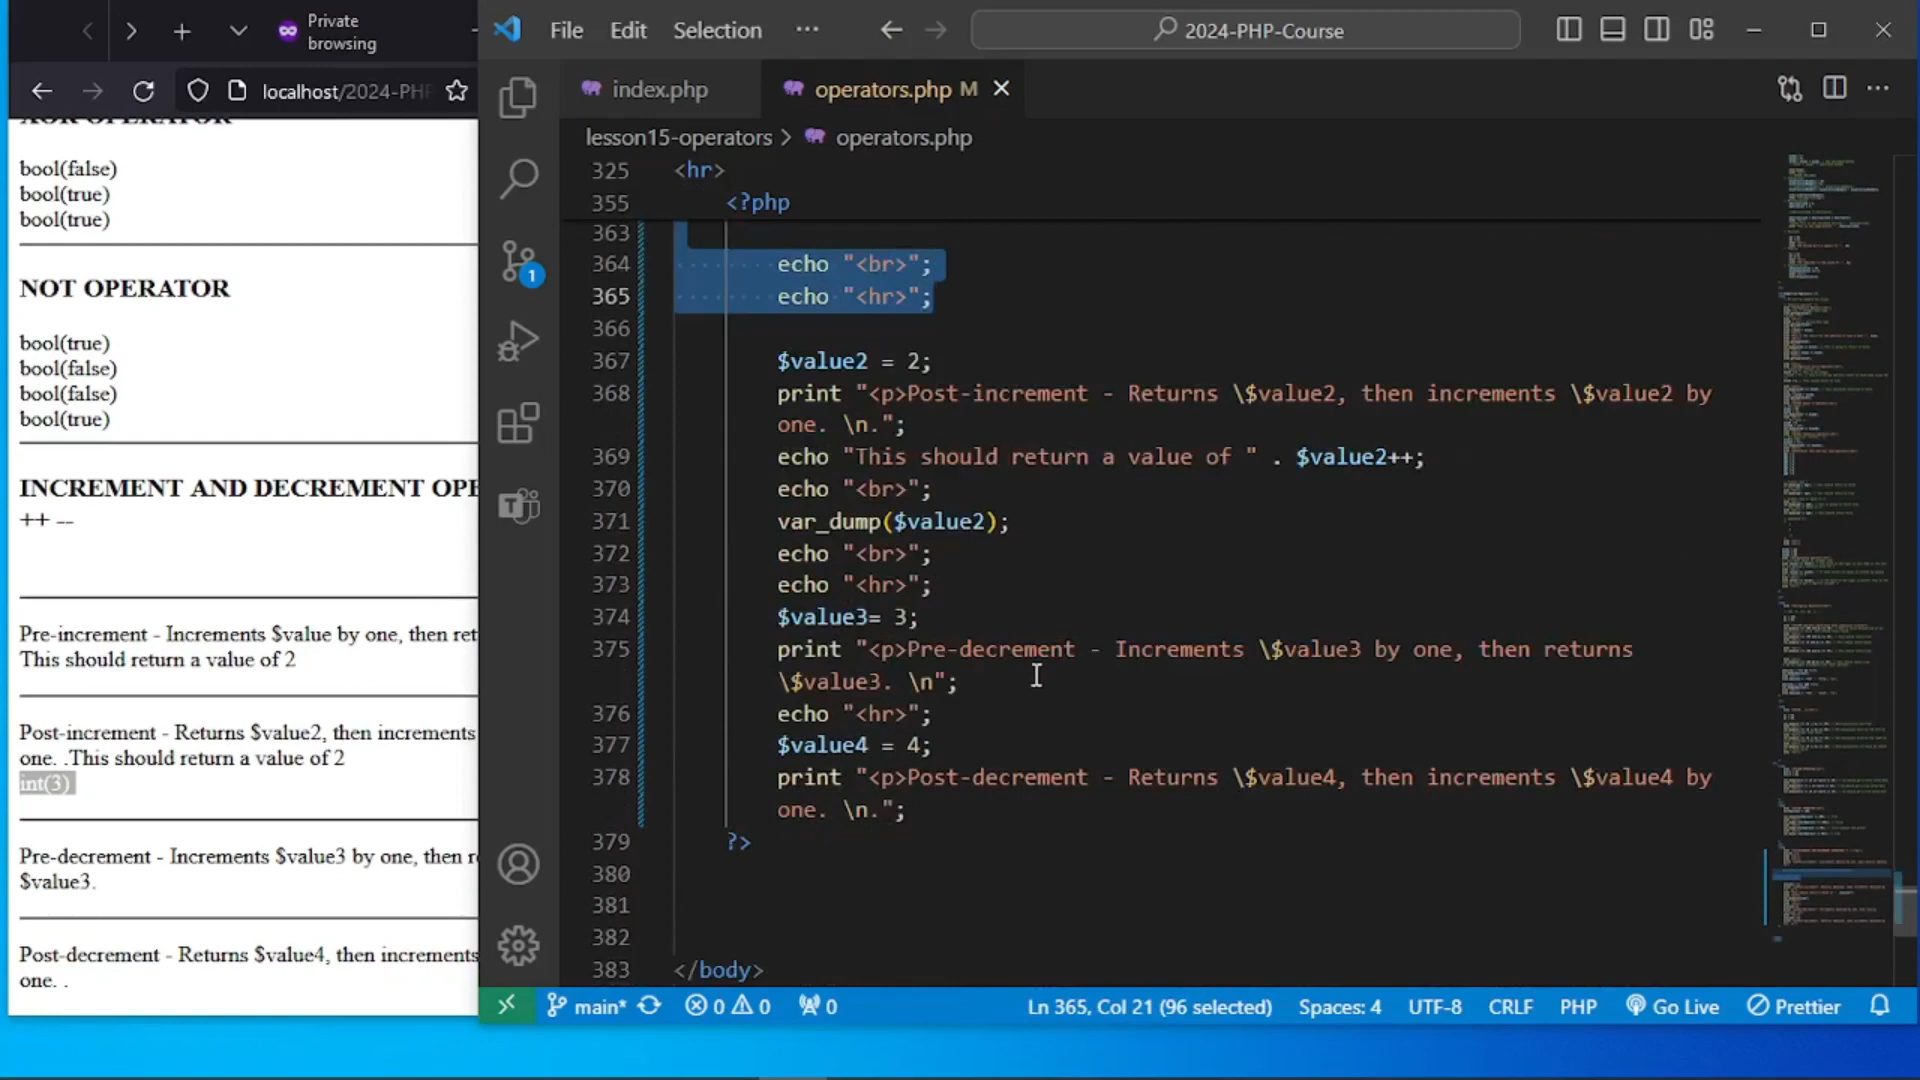 Private
browsing
localhost/2024-PHP
XOR OPERATOR
bool(false)
bool(true)
bool(true)
NOT OPERATOR
bool(true)
bool(false)
bool(false)
bool(true)
INCREMENT AND DECREMENT OPE
++ --
Pre-increment - Increments $value by one, then ret
This should return a value of 2
Post-increment - Returns $value2, then increments
one. .This should return a value of 2
int(3)
Pre-decrement - Increments $value3 by one, then re
$value3.
Post-decrement - Returns $value4, then increments
one. .
File Edit Selection ··· 2024-PHP-Course
index.php operators.php M
lesson15-operators > operators.php
325 <hr>
355 <?php
363
364 echo "<br>";
365 echo "<hr>";
366
367 $value2 = 2;
368 print "<p>Post-increment - Returns \$value2, then increments \$value2 by
one. \n.";
369 echo "This should return a value of " . $value2++;
370 echo "<br>";
371 var_dump($value2);
372 echo "<br>";
373 echo "<hr>";
374 $value3= 3;
375 print "<p>Pre-decrement - Increments \$value3 by one, then returns
\$value3. \n";
376 echo "<hr>";
377 $value4 = 4;
378 print "<p>Post-decrement - Returns \$value4, then increments \$value4 by
one. \n.";
379 ?>
380
381
382
383 </body>
1
main* 0 0 0 Ln 365, Col 21 (96 selected) Spaces: 4 UTF-8 CRLF PHP Go Live Prettier